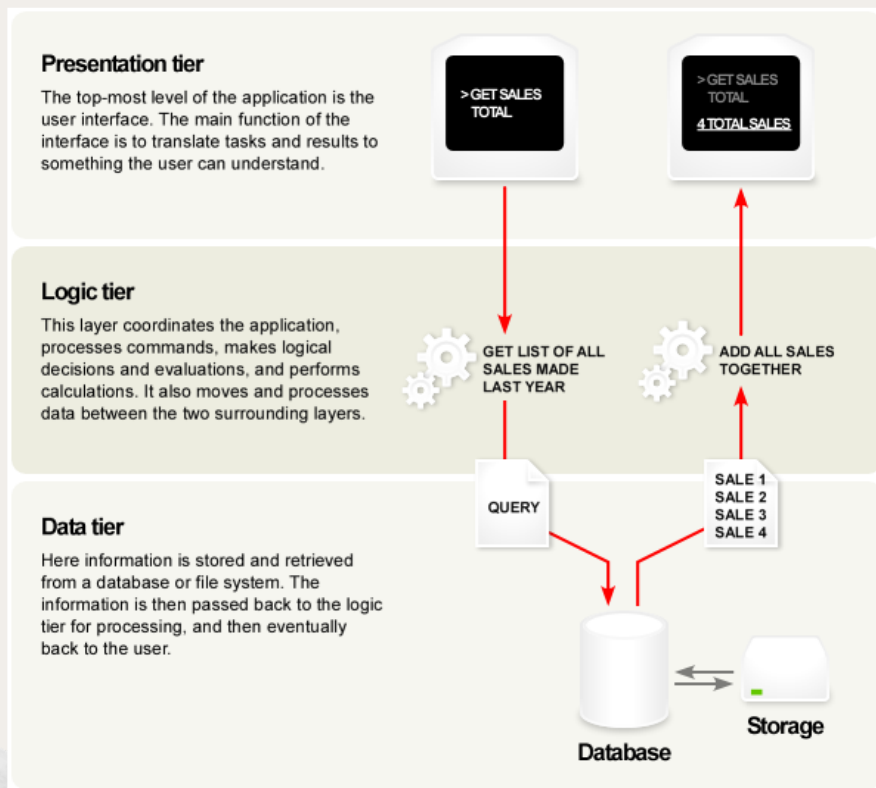 Presentation tier
The top-most level of the application is the
user interface. The main function of the
interface is to translate tasks and results to
something the user can understand.
> GET SALES
TOTAL
> GET SALES
TOTAL
4 TOTAL SALES
Logic tier
This layer coordinates the application,
processes commands, makes logical
decisions and evaluations, and performs
calculations. It also moves and processes
data between the two surrounding layers.
GET LIST OF ALL
SALES MADE
LAST YEAR
ADD ALL SALES
TOGETHER
Data tier
Here information is stored and retrieved
from a database or file system. The
information is then passed back to the logic
tier for processing, and then eventually
back to the user.
QUERY
SALE 1
SALE 2
SALE 3
SALE 4
Database
Storage